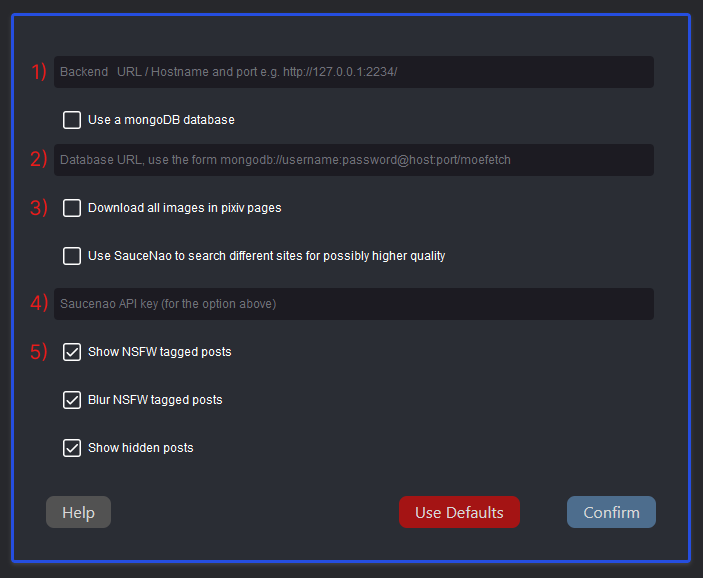 1) Backend URL / Hostname and port e.g. http://127.0.0.1:2234/
Use a mongoDB database
2) Database URL, use the form mongodb://username:password@host:port/moefetch
3) Download all images in pixiv pages
Use SauceNao to search different sites for possibly higher quality
4) Saucenao API key (for the option above)
5) Show NSFW tagged posts
Blur NSFW tagged posts
Show hidden posts
Help Use Defaults Confirm